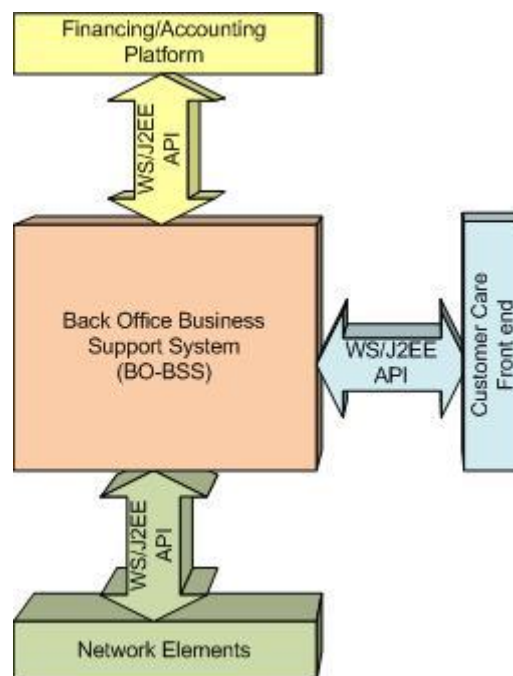 Financing/Accounting
Platform
WS/J2EE
API
Back Office Business
Support System
(BO-BSS)
WS/J2EE
API
Customer Care
Front end
WS/J2EE
API
Network Elements